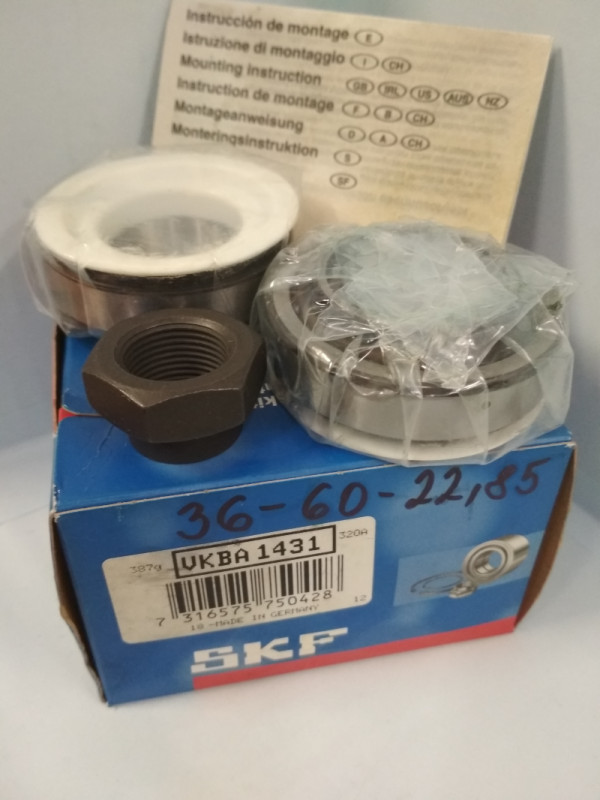 Instrucción de montage E
Istruzione di montaggio I CH
Mounting instruction GB IRL US AUS NZ
Instruction de montage F B CH
Montageanweisung D A CH
Monteringsinstruktion S
SF
36-60-22,85
387g VKBA 1431 320A
7 316575 750428 12
18 -MADE IN GERMANY
SKF